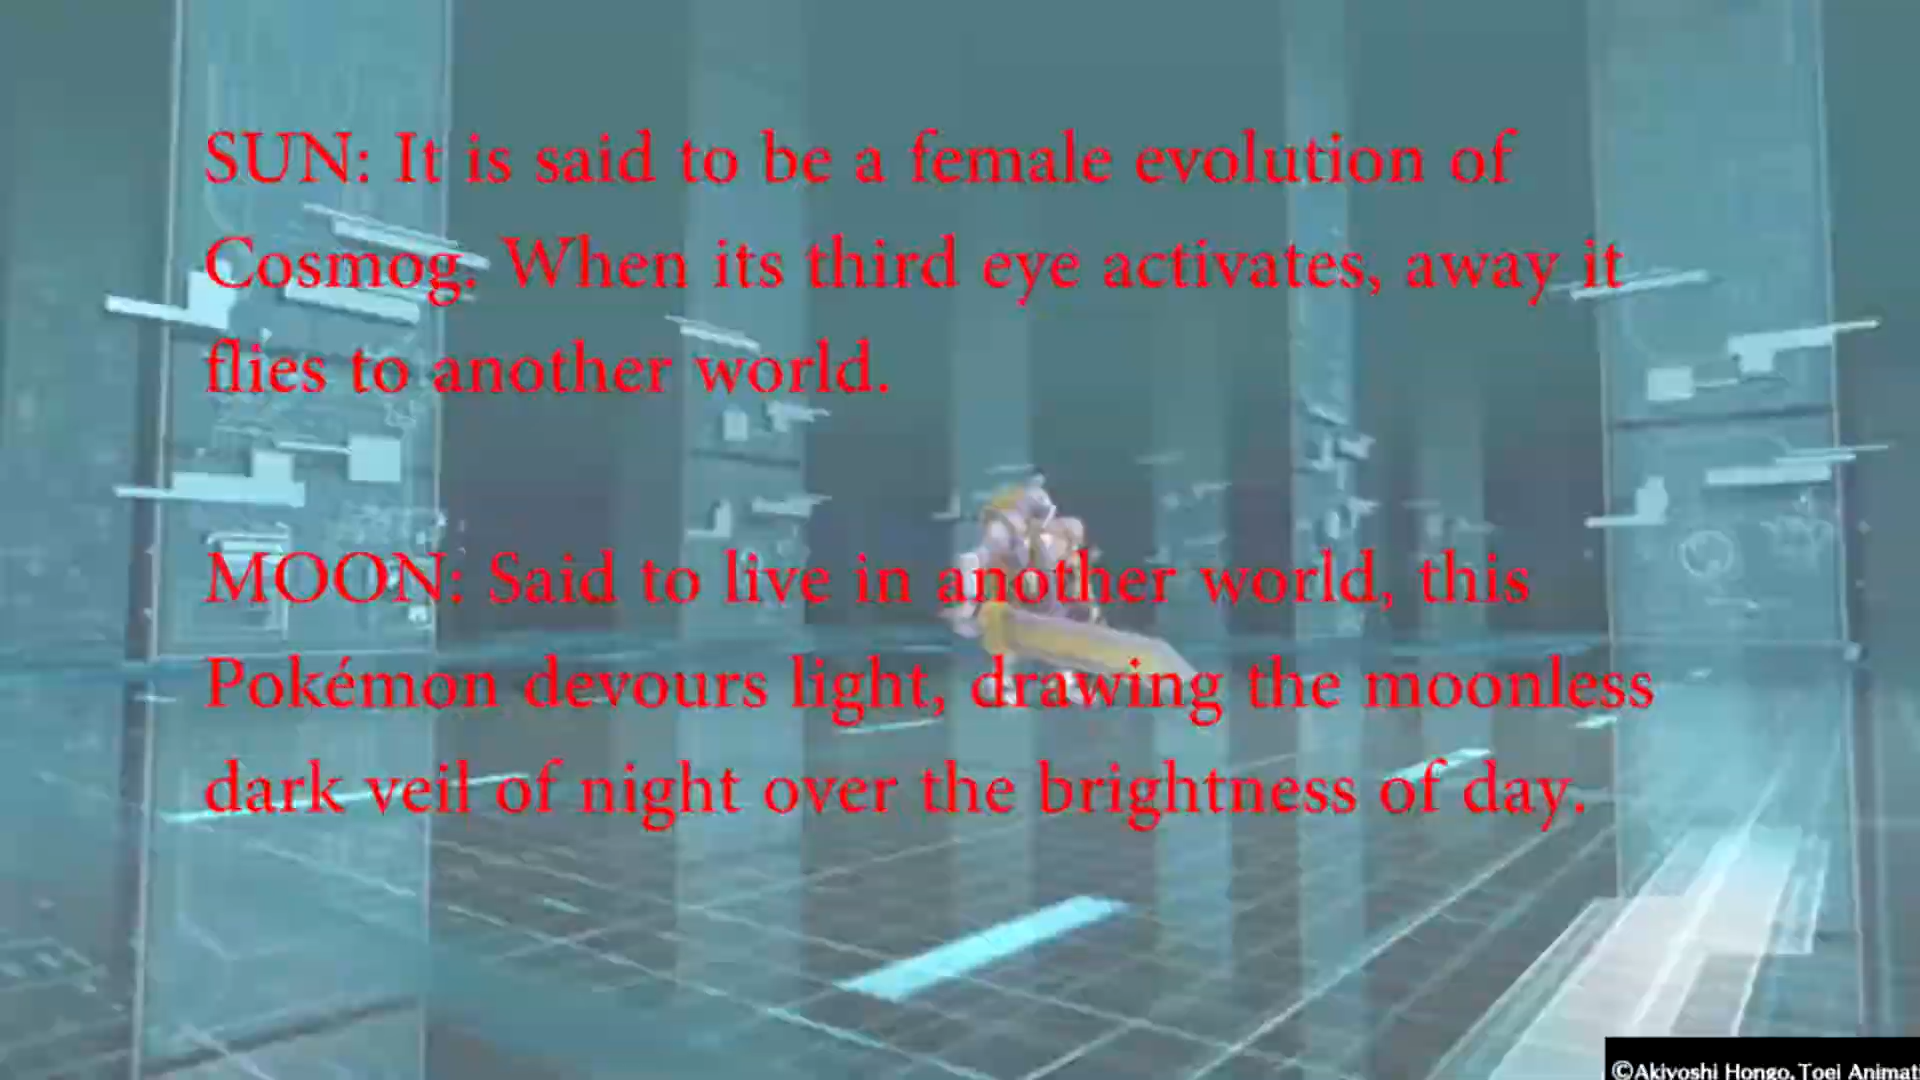 SUN: It is said to be a female evolution of
Cosmog. When its third eye activates, away it
flies to another world.
MOON: Said to live in another world, this
Pokémon devours light, drawing the moonless
dark veil of night over the brightness of day.
©Akiyoshi Hongo, Toei Animat